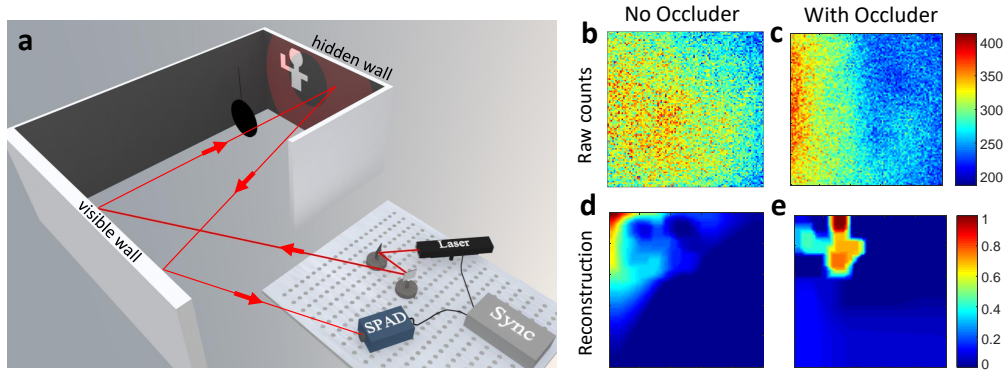 No Occluder
With Occluder
a
hidden wall
visible wall
Laser
SPAD
Sync
b
c
Raw counts
400
350
300
250
200
d
e
Reconstruction
1
0.8
0.6
0.4
0.2
0